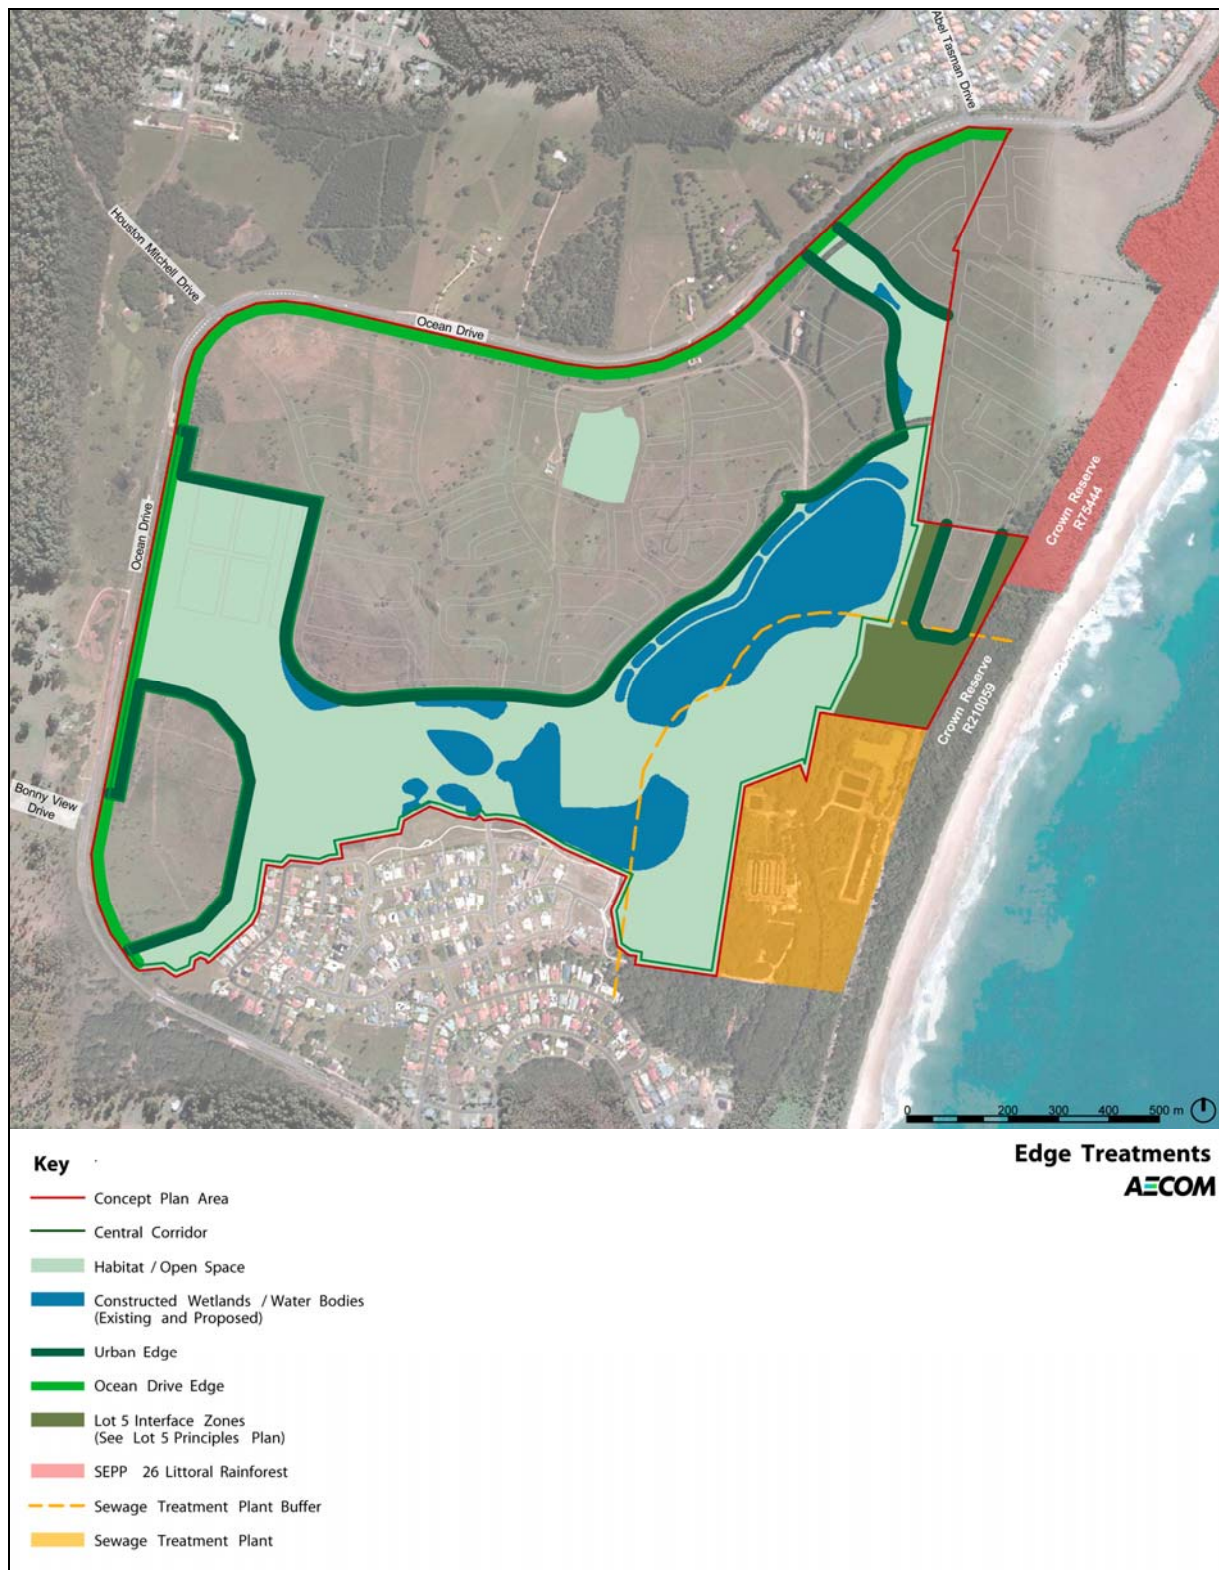 Abel Tasman Drive
Houston Mitchell Drive
Ocean Drive
Crown Reserve
R75444
Ocean Drive
Crown Reserve
R210059
Bonny View
Drive
0 200 300 400 500 m
Key
Edge Treatments
AECOM
Concept Plan Area
Central Corridor
Habitat / Open Space
Constructed Wetlands / Water Bodies
(Existing and Proposed)
Urban Edge
Ocean Drive Edge
Lot 5 Interface Zones
(See Lot 5 Principles Plan)
SEPP 26 Littoral Rainforest
Sewage Treatment Plant Buffer
Sewage Treatment Plant